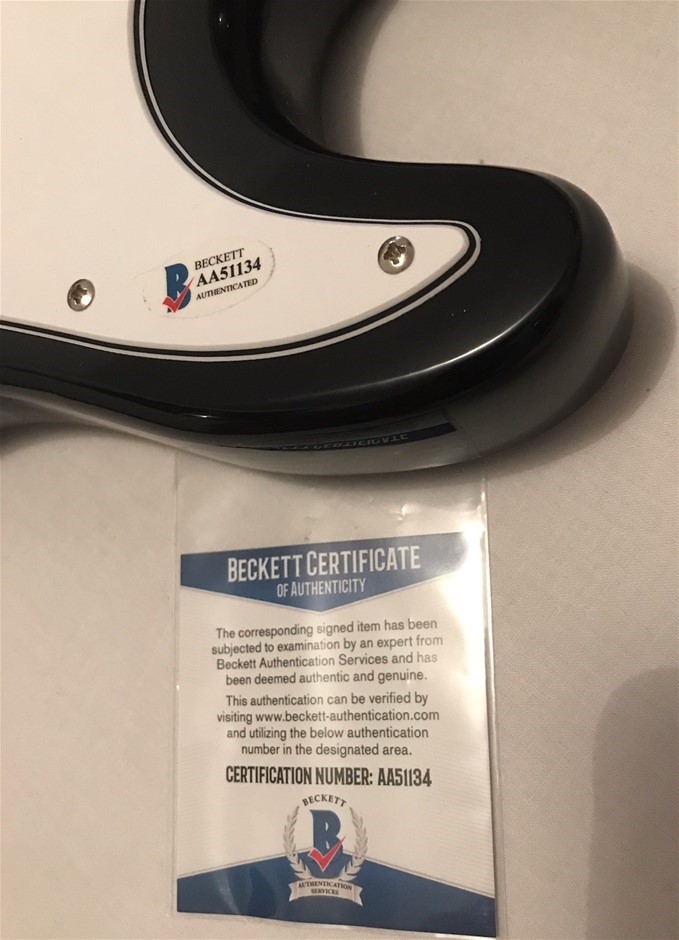 BECKETT
AA51134
AUTHENTICATED
BECKETT CERTIFICATE
OF AUTHENTICITY
The corresponding signed item has been
subjected to examination by an expert from
Beckett Authentication Services and has
been deemed authentic and genuine.
This authentication can be verified by
visiting www.beckett-authentication.com
and utilizing the below authentication
number in the designated area.
CERTIFICATION NUMBER: AA51134
BECKETT
B
AUTHENTICATION
SERVICES